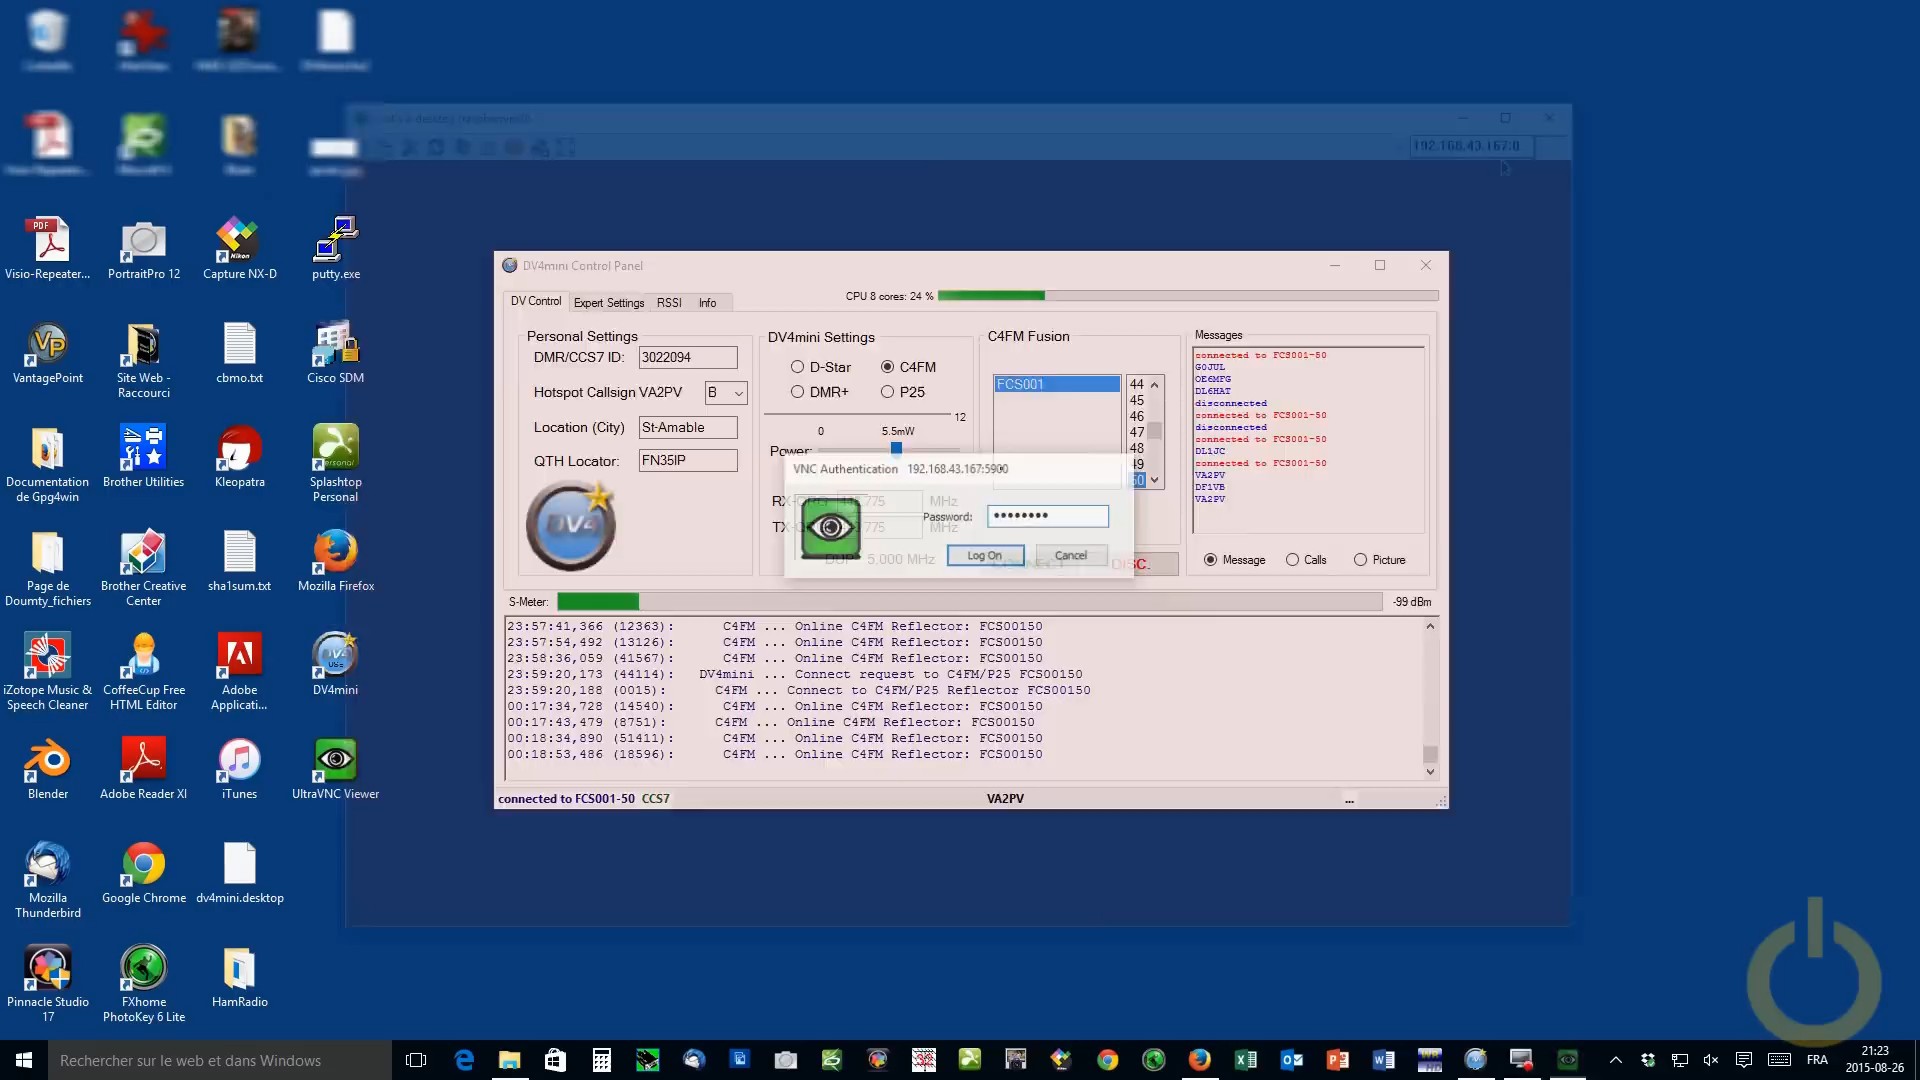 192.168.43.167:0
PDF
Visio-Repeater...
PortraitPro 12
Capture NX-D
putty.exe
VantagePoint
Site Web -
Raccourci
cbmo.txt
Cisco SDM
Documentation
de Gpg4win
Brother Utilities
Kleopatra
Splashtop
Personal
Page de
Doumty_fichiers
Brother Creative
Center
sha1sum.txt
Mozilla Firefox
iZotope Music &
Speech Cleaner
CoffeeCup Free
HTML Editor
Adobe
Applicati...
DV4mini
Blender
Adobe Reader XI
iTunes
UltraVNC Viewer
Mozilla
Thunderbird
Google Chrome
dv4mini.desktop
Pinnacle Studio
17
FXhome
PhotoKey 6 Lite
HamRadio
DV4mini Control Panel
DV Control
Expert Settings
RSSI
Info
CPU 8 cores: 24 %
Personal Settings
DMR/CCS7 ID:
3022094
Hotspot Callsign VA2PV
B
Location (City)
St-Amable
QTH Locator:
FN35IP
DV4
DV4mini Settings
D-Star
C4FM
DMR+
P25
12
0
5.5mW
Power:
MHz
MHz
5,000 MHz
C4FM Fusion
FCS001
44
45
46
47
48
49
50
DISC.
VNC Authentication 192.168.43.167:5900
Password:
Log On
Cancel
Messages
connected to FCS001-50
G0JUL
OE6MFG
DL6HAT
disconnected
connected to FCS001-50
disconnected
connected to FCS001-50
DL1JC
connected to FCS001-50
VA2PV
DF1VB
VA2PV
Message
Calls
Picture
S-Meter:
-99 dBm
23:57:41,366 (12363): C4FM ... Online C4FM Reflector: FCS00150
23:57:54,492 (13126): C4FM ... Online C4FM Reflector: FCS00150
23:58:36,059 (41567): C4FM ... Online C4FM Reflector: FCS00150
23:59:20,173 (44114): DV4mini ... Connect request to C4FM/P25 FCS00150
23:59:20,188 (0015): C4FM ... Connect to C4FM/P25 Reflector FCS00150
00:17:34,728 (14540): C4FM ... Online C4FM Reflector: FCS00150
00:17:43,479 (8751): C4FM ... Online C4FM Reflector: FCS00150
00:18:34,890 (51411): C4FM ... Online C4FM Reflector: FCS00150
00:18:53,486 (18596): C4FM ... Online C4FM Reflector: FCS00150
connected to FCS001-50 CCS7
VA2PV
...
Rechercher sur le web et dans Windows
FRA
21:23
2015-08-26